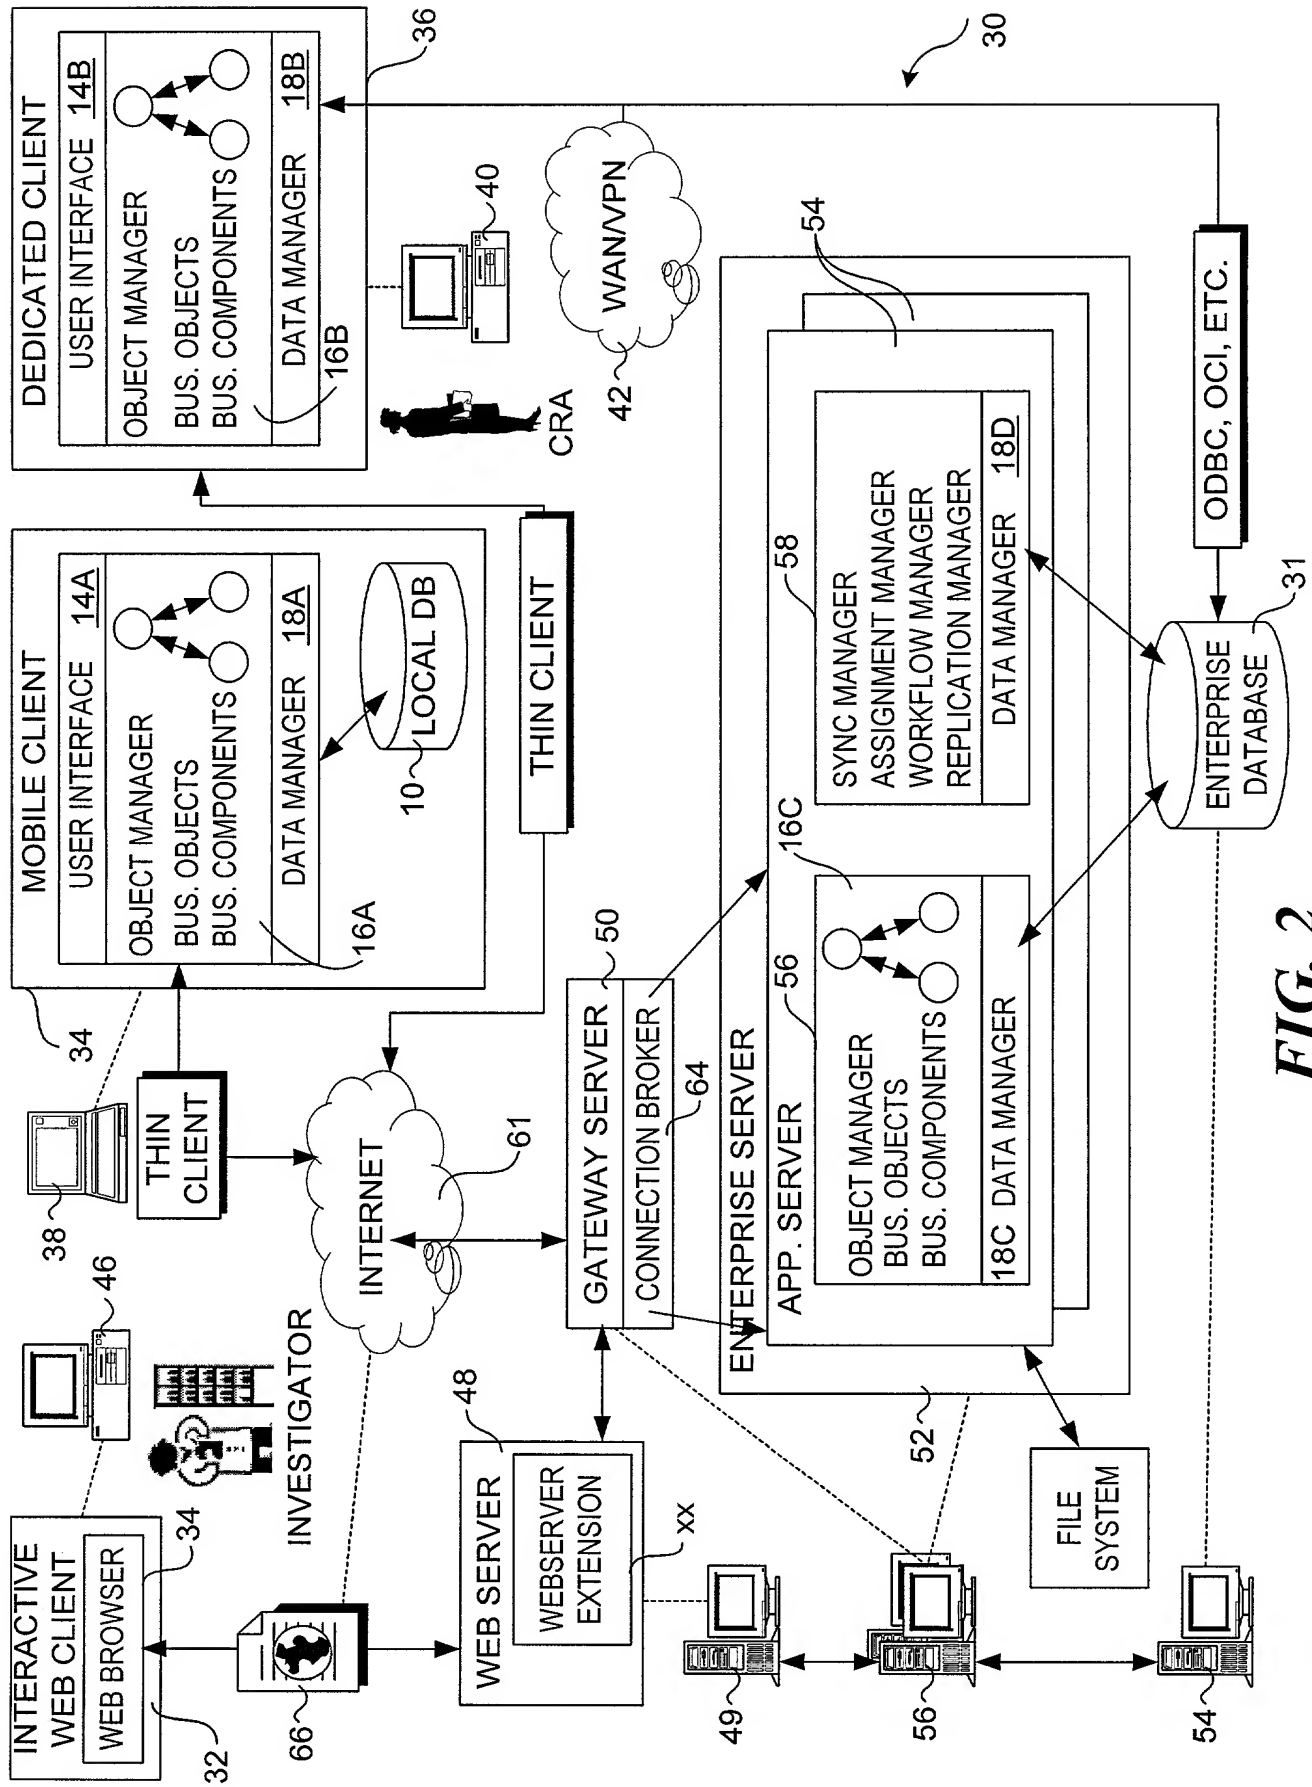 INTERACTIVE
WEB CLIENT
WEB BROWSER
34
32
46
INVESTIGATOR
66
38
THIN
CLIENT
34
MOBILE CLIENT
USER INTERFACE 14A
OBJECT MANAGER
BUS. OBJECTS
BUS. COMPONENTS
16A
DATA MANAGER 18A
10
LOCAL DB
DEDICATED CLIENT
USER INTERFACE 14B
OBJECT MANAGER
BUS. OBJECTS
BUS. COMPONENTS
16B
DATA MANAGER 18B
36
40
CRA
THIN CLIENT
INTERNET
61
WAN/VPN
42
30
WEB SERVER
48
WEBSERVER
EXTENSION
xx
GATEWAY SERVER
50
CONNECTION BROKER
64
ENTERPRISE SERVER
52
APP. SERVER
54
56
OBJECT MANAGER
BUS. OBJECTS
BUS. COMPONENTS
16C
18C DATA MANAGER
58
SYNC MANAGER
ASSIGNMENT MANAGER
WORKFLOW MANAGER
REPLICATION MANAGER
DATA MANAGER 18D
49
56
54
FILE
SYSTEM
ENTERPRISE
DATABASE
31
ODBC, OCI, ETC.
FIG. 2